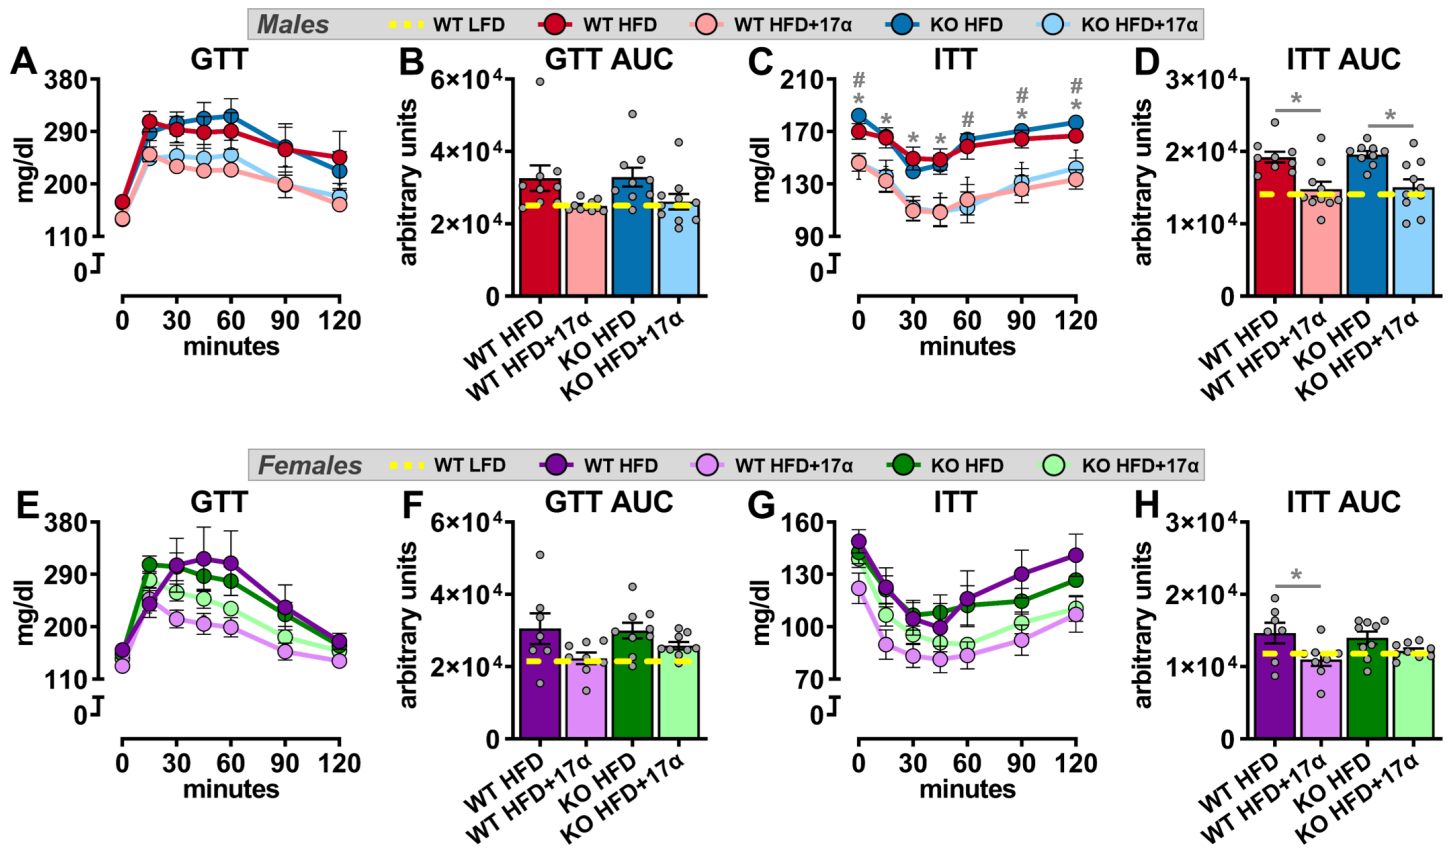 Males WT LFD WT HFD WT HFD+17α KO HFD KO HFD+17α
A GTT
380
290
200
110
0
mg/dl
0 30 60 90 120
minutes
B GTT AUC
6×10⁴
4×10⁴
2×10⁴
0
arbitrary units
WT HFD
WT HFD+17α
KO HFD
KO HFD+17α
C ITT
210
170
130
90
0
mg/dl
# # #
* * * * # * *
0 30 60 90 120
minutes
D ITT AUC
3×10⁴
2×10⁴
1×10⁴
0
arbitrary units
* *
WT HFD
WT HFD+17α
KO HFD
KO HFD+17α
Females WT LFD WT HFD WT HFD+17α KO HFD KO HFD+17α
E GTT
380
290
200
110
0
mg/dl
0 30 60 90 120
minutes
F GTT AUC
6×10⁴
4×10⁴
2×10⁴
0
arbitrary units
WT HFD
WT HFD+17α
KO HFD
KO HFD+17α
G ITT
160
130
100
70
0
mg/dl
0 30 60 90 120
minutes
H ITT AUC
3×10⁴
2×10⁴
1×10⁴
0
arbitrary units
*
WT HFD
WT HFD+17α
KO HFD
KO HFD+17α